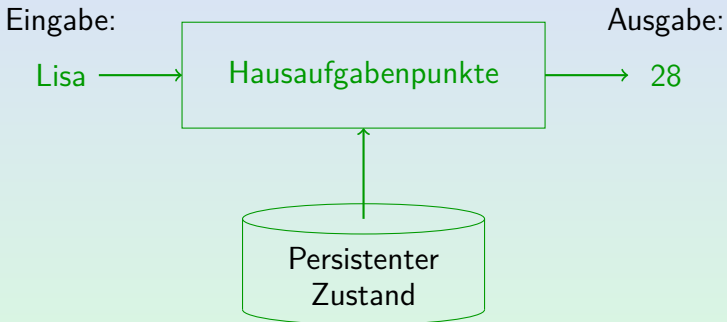 Eingabe:
Ausgabe:
Lisa
Hausaufgabenpunkte
28
Persistenter
Zustand